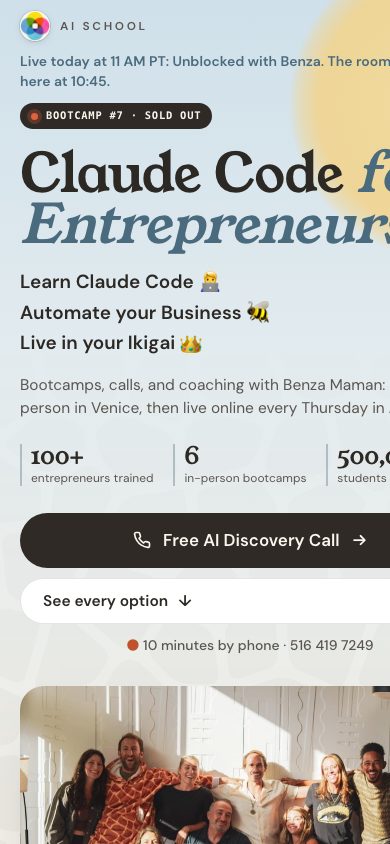 AI SCHOOL
Live today at 11 AM PT: Unblocked with Benza. The room
here at 10:45.
BOOTCAMP #7 · SOLD OUT
Claude Code
Entrepreneurs
Learn Claude Code 🧑‍💻
Automate your Business 🐝
Live in your Ikigai 👑
Bootcamps, calls, and coaching with Benza Maman:
person in Venice, then live online every Thursday in
100+
entrepreneurs trained
6
in-person bootcamps
students
Free AI Discovery Call →
See every option ↓
10 minutes by phone · 516 419 7249